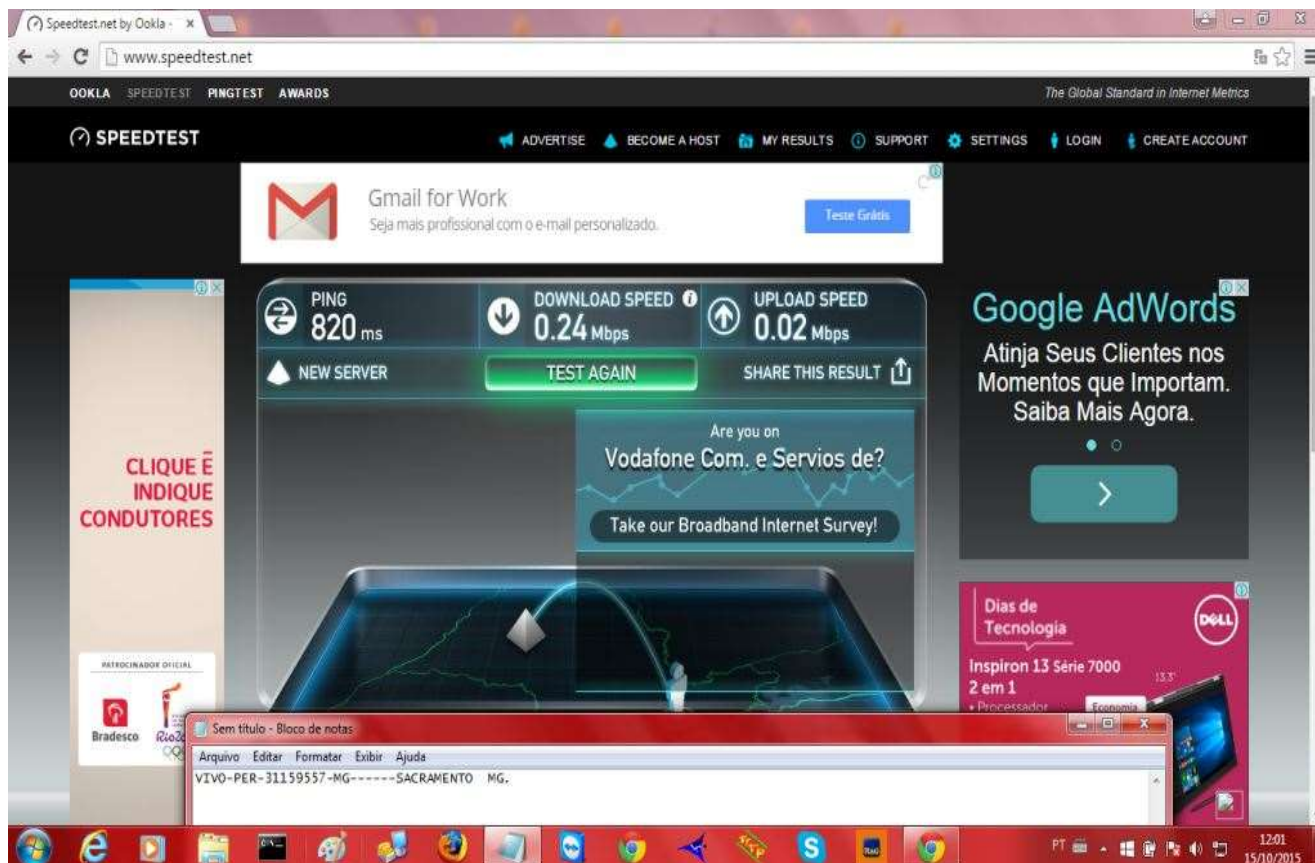 Speedtest.net by Ookla -
www.speedtest.net
OOKLA SPEEDTEST PINGTEST AWARDS
The Global Standard in Internet Metrics
SPEEDTEST
ADVERTISE BECOME A HOST MY RESULTS SUPPORT SETTINGS LOGIN CREATE ACCOUNT
Gmail for Work
Seja mais profissional com o e-mail personalizado.
Teste Grátis
PING
820 ms
DOWNLOAD SPEED
0.24 Mbps
UPLOAD SPEED
0.02 Mbps
NEW SERVER
TEST AGAIN
SHARE THIS RESULT
Are you on
Vodafone Com. e Servios de?
Take our Broadband Internet Survey!
CLIQUE E
INDIQUE
CONDUTORES
PATROCINADOR OFICIAL
Bradesco
Google AdWords
Atinja Seus Clientes nos
Momentos que Importam.
Saiba Mais Agora.
Dias de
Tecnologia
DELL
Inspiron 13 Série 7000
2 em 1
13.3"
• Processador
Economia
Sem título - Bloco de notas
Arquivo Editar Formatar Exibir Ajuda
VIVO-PER-31159557-MG------SACRAMENTO MG.
PT
12:01
15/10/2015